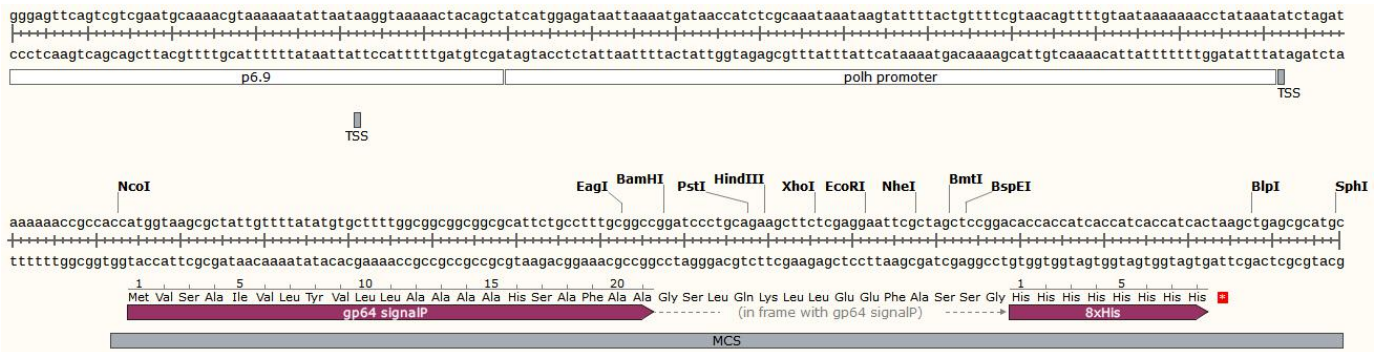 gggagttcagtcgtcgaatgcaaaacgtaaaaaatattaataaggtaaaaactacagctatcatggagataattaaaatgataaccatctcgcaaataaataagtattttactgttttcgtaacagttttgtaataaaaaaacctataaatatctagat
ccctcaagtcagcagcttacgttttgcattttttataattattccatttttgatgtcgatagtacctctattaattttactattggtagagcgtttatttattcataaaatgacaaaagcattgtcaaaacattatttttttggatatttatagatcta
p6.9 polh promoter
TSS
TSS
NcoI EagI BamHI PstI HindIII XhoI EcoRI NheI BmtI BspEI BlpI SphI
aaaaaaccgccaccatggtaagcgctattgttttatatgtgcttttggcggcggcggcgcattctgcctttgcggccggatccctgcagaagcttctcgaggaattcgctagctccggacaccaccatcaccatcaccatcactaagctgagcgcatgc
ttttttggcggtggtaccattcgcgataacaaaatatacacgaaaaccgccgccgccgcgtaagacggaaacgccggcctagggacgtcttcgaagagctccttaagcgatcgaggcctgtggtggtagtggtagtggtagtgattcgactcgcgtacg
1 5 10 15 20 1 5
Met Val Ser Ala Ile Val Leu Tyr Val Leu Leu Ala Ala Ala Ala His Ser Ala Phe Ala Ala Gly Ser Leu Gln Lys Leu Leu Glu Glu Phe Ala Ser Ser Gly His His His His His His His His *
gp64 signalP (in frame with gp64 signalP) 8xHis
MCS